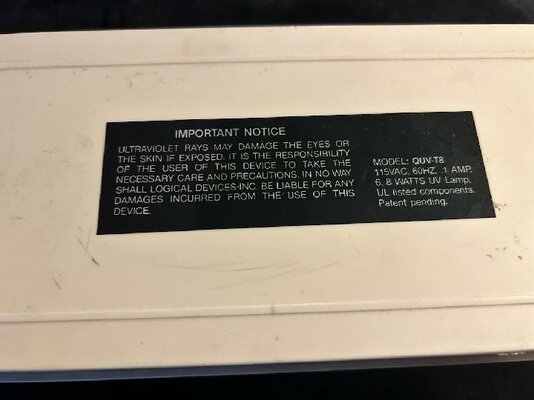 IMPORTANT NOTICE
ULTRAVIOLET RAYS MAY DAMAGE THE EYES OR
THE SKIN IF EXPOSED. IT IS THE RESPONSIBILITY
OF THE USER OF THIS DEVICE TO TAKE THE
NECESSARY CARE AND PRECAUTIONS. IN NO WAY
SHALL LOGICAL DEVICES INC. BE LIABLE FOR ANY
DAMAGES INCURRED FROM THE USE OF THIS
DEVICE.
MODEL: QUV-T8
115VAC, 60HZ, .1 AMP.
6, 8 WATTS UV Lamp.
UL listed components.
Patent pending.